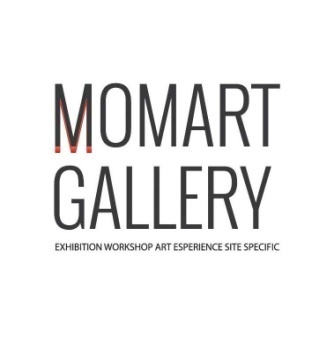 MOMART
GALLERY
EXHIBITION WORKSHOP ART ESPERIENCE SITE SPECIFIC